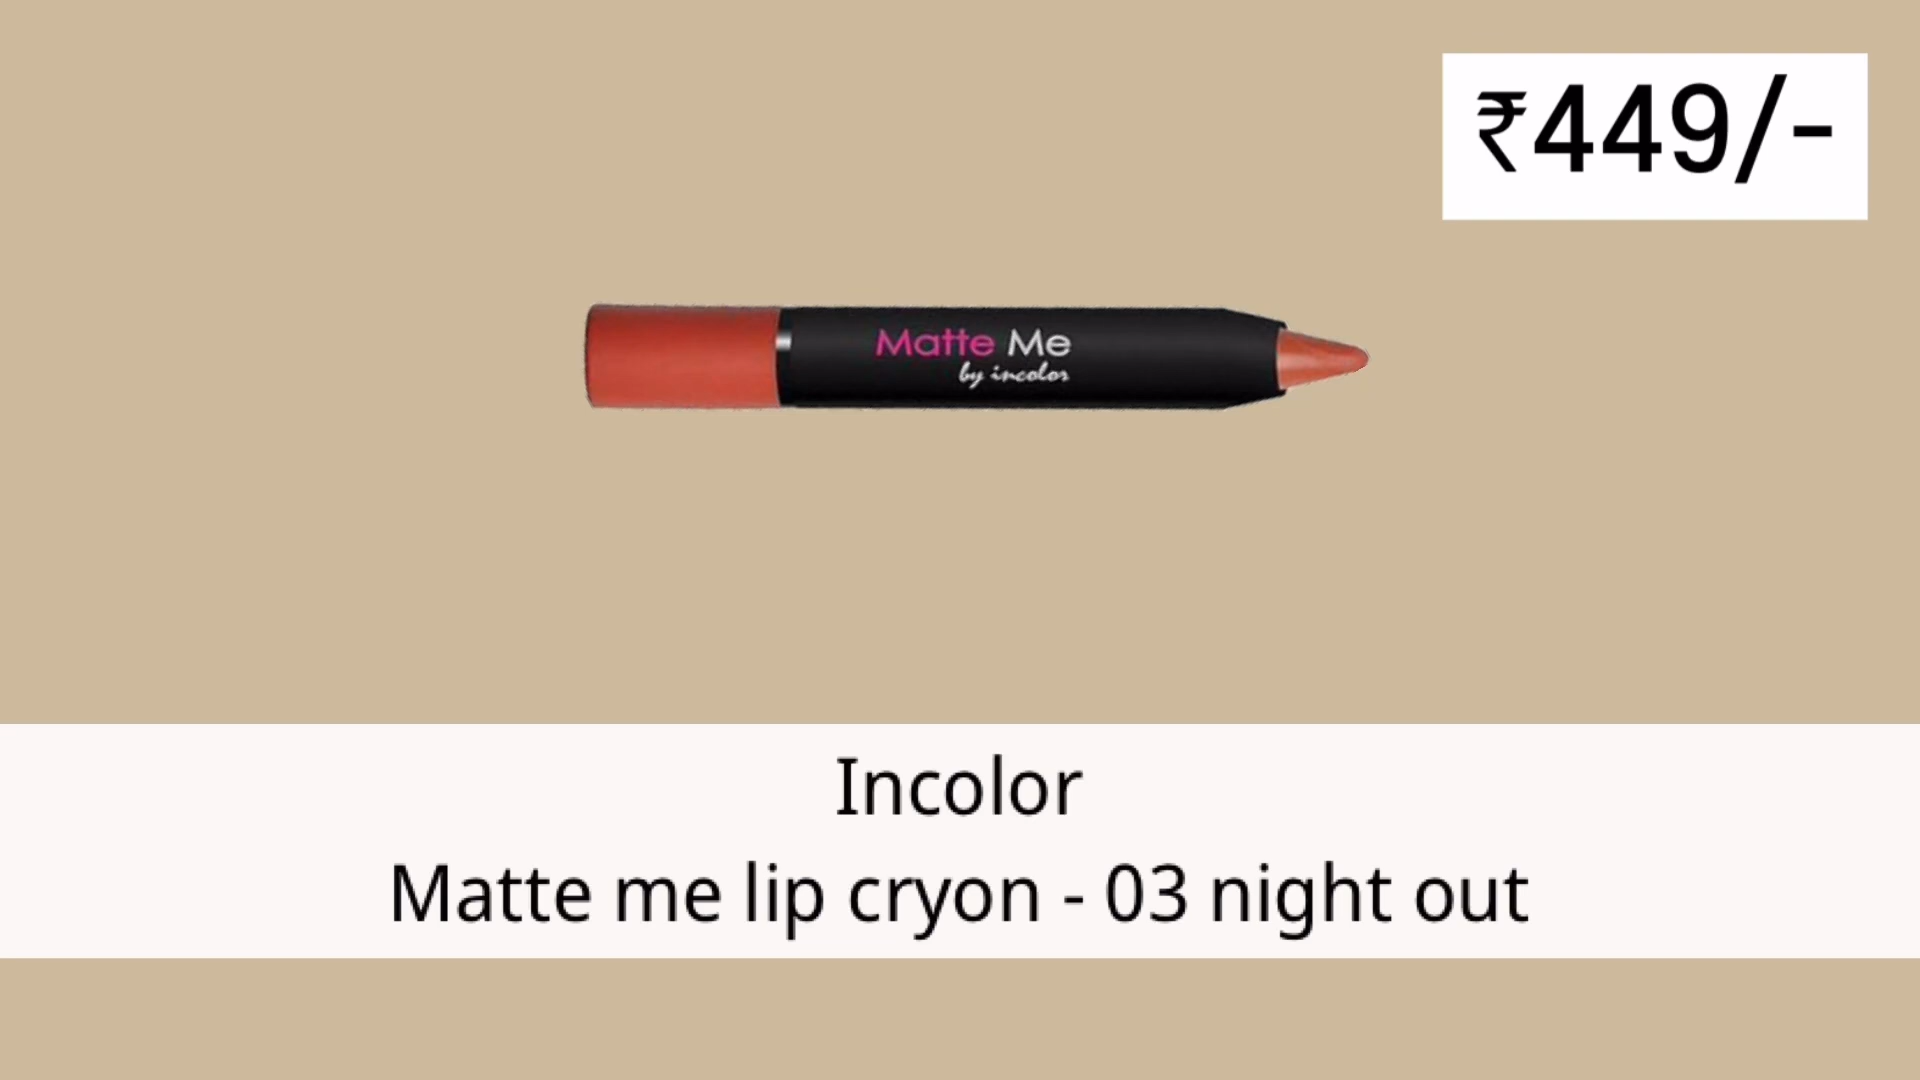 ₹449/-
Matte Me
by incolor
Incolor
Matte me lip cryon - 03 night out